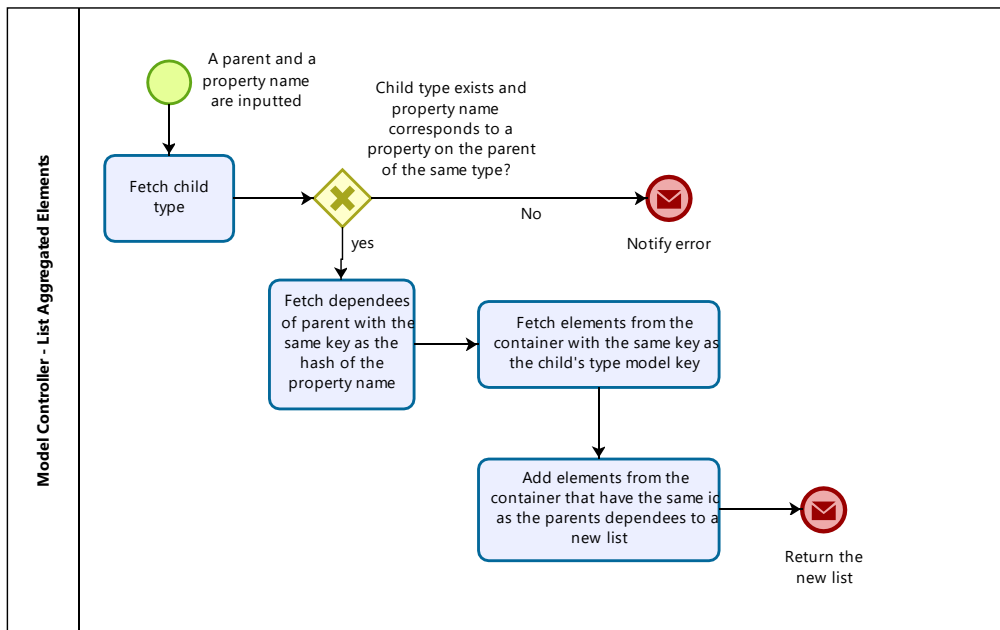 Model Controller - List Aggregated Elements
A parent and a
property name
are inputted
Child type exists and
property name
corresponds to a
property on the parent
of the same type?
Fetch child
type
No
Notify error
yes
Fetch dependees
of parent with the
same key as the
hash of the
property name
Fetch elements from the
container with the same key as
the child's type model key
Add elements from the
container that have the same id
as the parents dependees to a
new list
Return the
new list